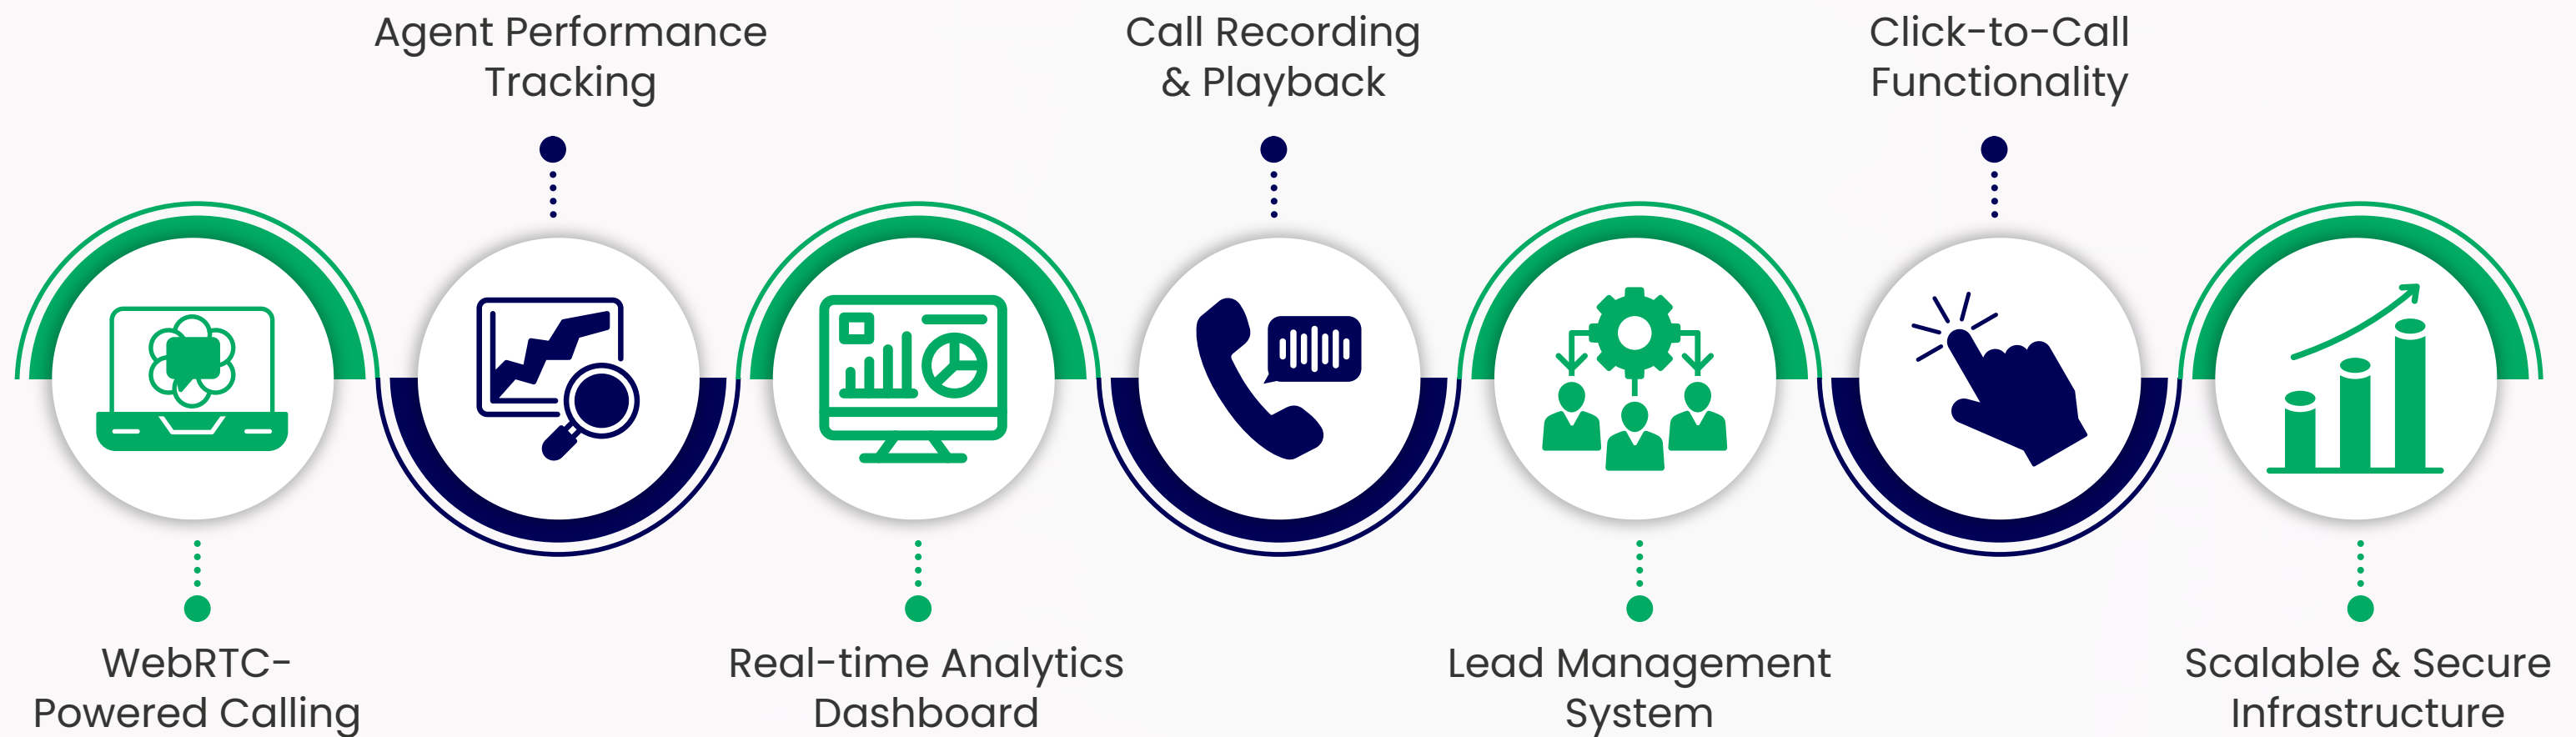 Agent Performance
Tracking
Call Recording
& Playback
Click-to-Call
Functionality
WebRTC-
Powered Calling
Real-time Analytics
Dashboard
Lead Management
System
Scalable & Secure
Infrastructure